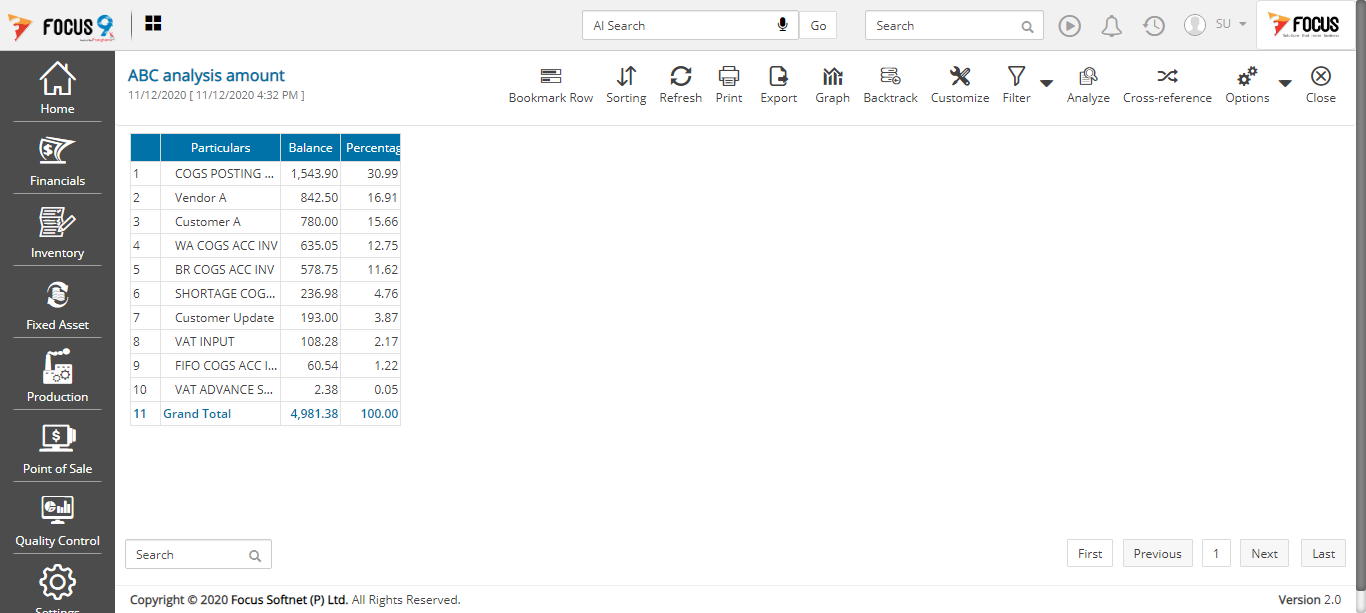 FOCUS 9
AI Search
Go
Search
SU
FOCUS
Home
Financials
Inventory
Fixed Asset
Production
Point of Sale
Quality Control
Settings
ABC analysis amount
11/12/2020 [ 11/12/2020 4:32 PM ]
Bookmark Row Sorting Refresh Print Export Graph Backtrack Customize Filter Analyze Cross-reference Options Close
Particulars Balance Percentag
1 COGS POSTING ... 1,543.90 30.99
2 Vendor A 842.50 16.91
3 Customer A 780.00 15.66
4 WA COGS ACC INV 635.05 12.75
5 BR COGS ACC INV 578.75 11.62
6 SHORTAGE COG... 236.98 4.76
7 Customer Update 193.00 3.87
8 VAT INPUT 108.28 2.17
9 FIFO COGS ACC I... 60.54 1.22
10 VAT ADVANCE S... 2.38 0.05
11 Grand Total 4,981.38 100.00
Search
First Previous 1 Next Last
Copyright © 2020 Focus Softnet (P) Ltd. All Rights Reserved.
Version 2.0